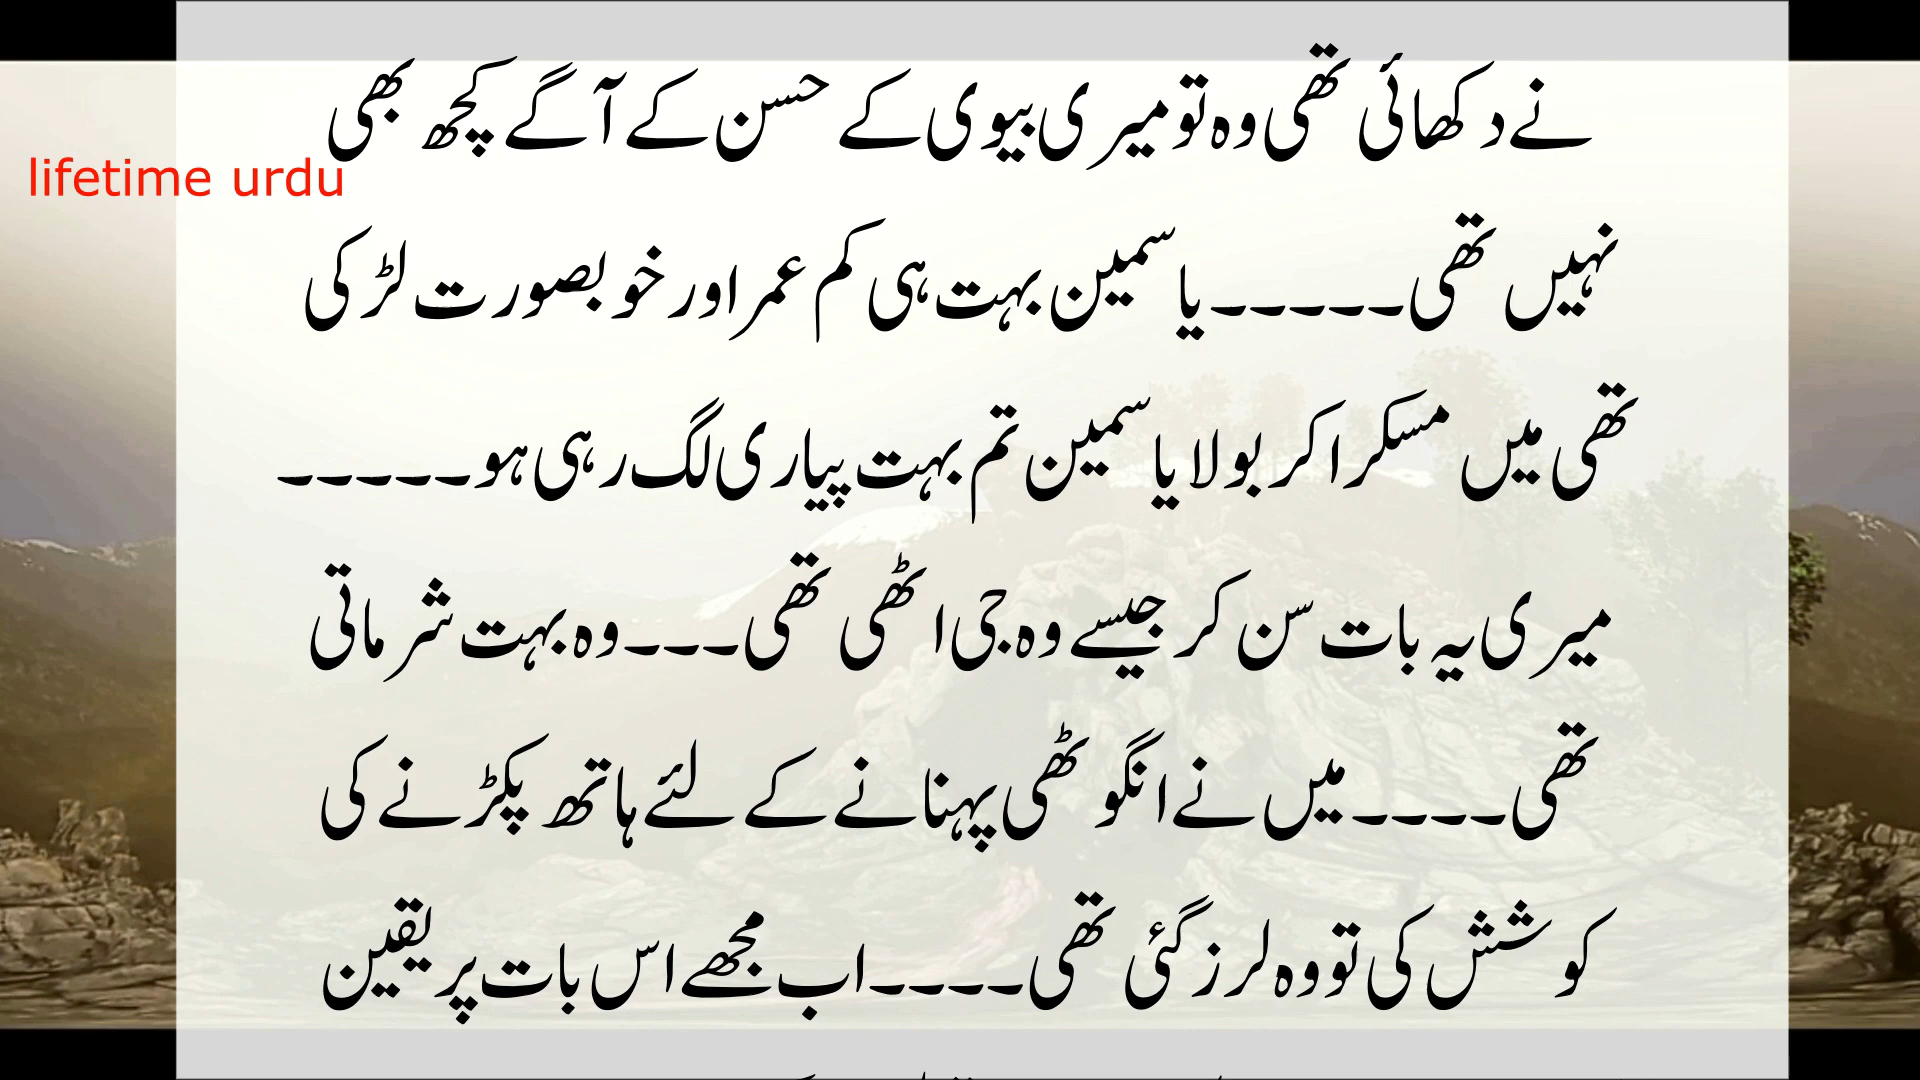 نے دکھائی تھی وہ تو میری بیوی کے حسن کے آگے کچھ بھی
lifetime urdu
نہیں تھی۔۔۔۔۔ یاسمین بہت ہی کم عمر اور خوبصورت لڑکی
تھی میں مسکرا کر بولا یاسمین تم بہت پیاری لگ رہی ہو۔۔۔۔۔
میری یہ بات سن کر جیسے وہ جی اٹھی تھی۔۔۔ وہ بہت شرماتی
تھی۔۔۔۔ میں نے انگوٹھی پہنانے کے لئے ہاتھ پکڑنے کی
کوشش کی تو وہ لرز گئی تھی۔۔۔۔ اب مجھے اس بات پر یقین